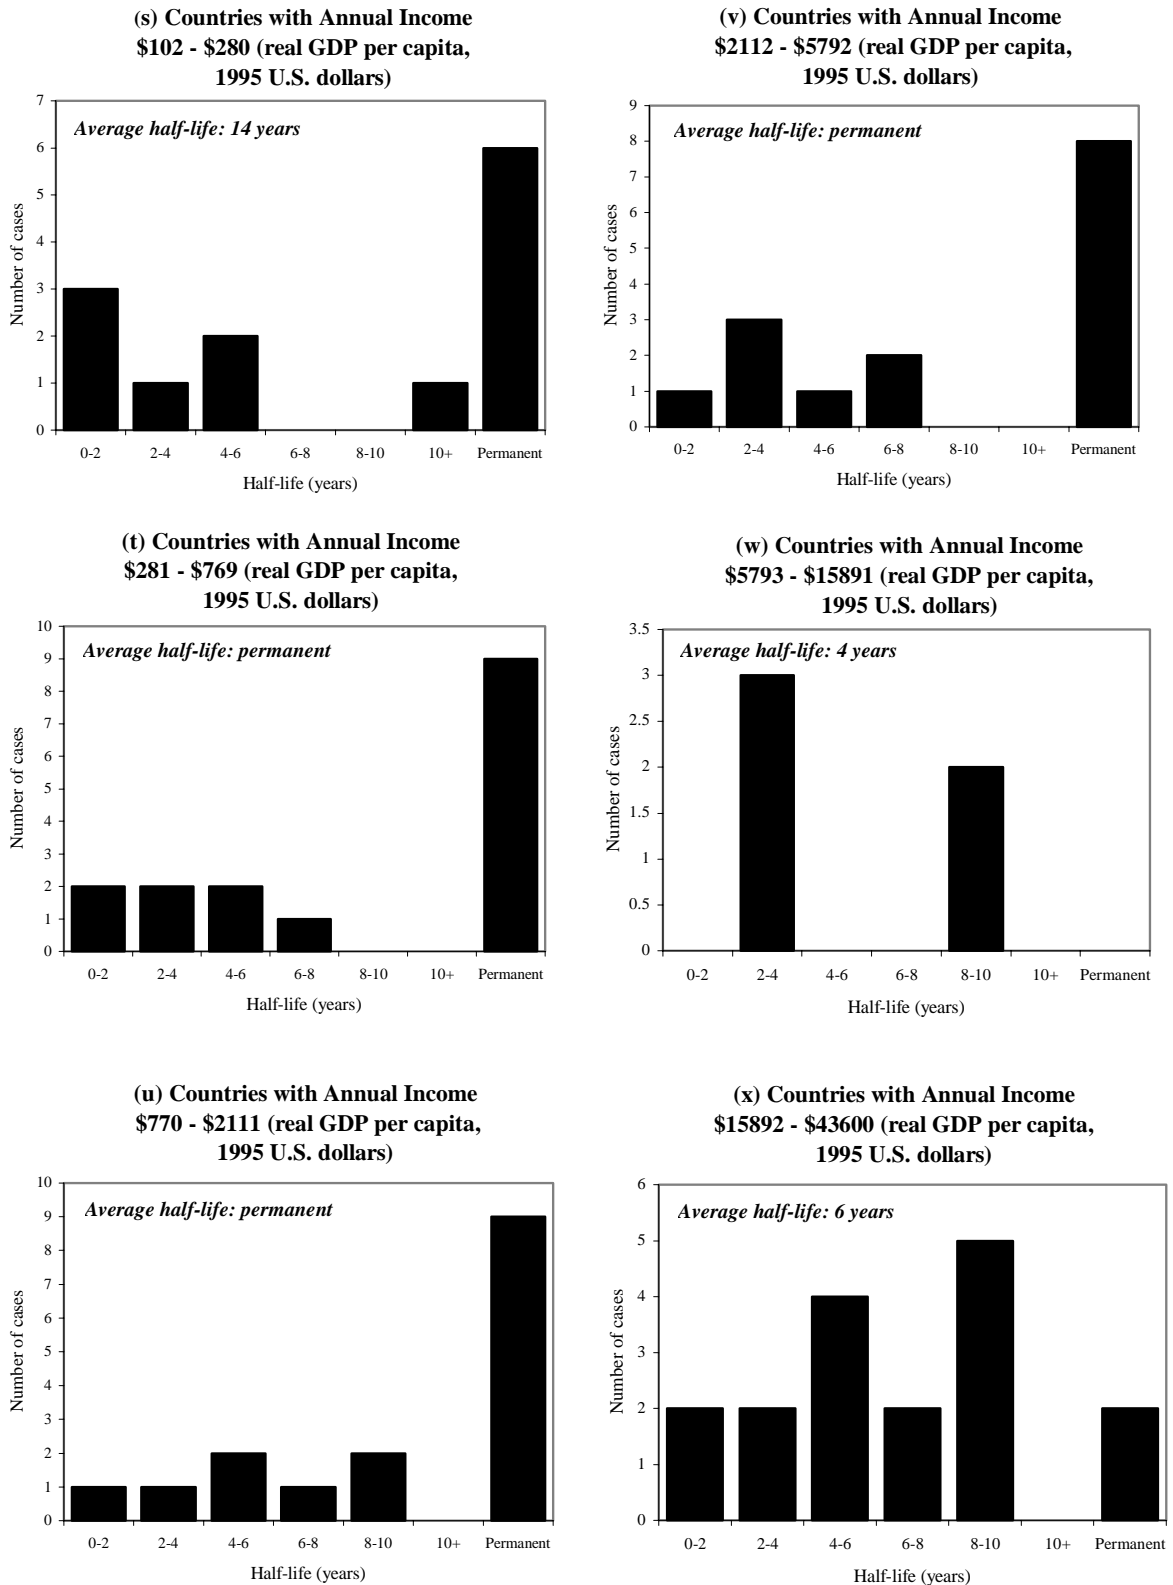 (s) Countries with Annual Income
$102 - $280 (real GDP per capita,
1995 U.S. dollars)
Average half-life: 14 years
Number of cases
7
6
5
4
3
2
1
0
0-2 2-4 4-6 6-8 8-10 10+ Permanent
Half-life (years)
(v) Countries with Annual Income
$2112 - $5792 (real GDP per capita,
1995 U.S. dollars)
Average half-life: permanent
Number of cases
9
8
7
6
5
4
3
2
1
0
0-2 2-4 4-6 6-8 8-10 10+ Permanent
Half-life (years)
(t) Countries with Annual Income
$281 - $769 (real GDP per capita,
1995 U.S. dollars)
Average half-life: permanent
Number of cases
10
9
8
7
6
5
4
3
2
1
0
0-2 2-4 4-6 6-8 8-10 10+ Permanent
Half-life (years)
(w) Countries with Annual Income
$5793 - $15891 (real GDP per capita,
1995 U.S. dollars)
Average half-life: 4 years
Number of cases
3.5
3
2.5
2
1.5
1
0.5
0
0-2 2-4 4-6 6-8 8-10 10+ Permanent
Half-life (years)
(u) Countries with Annual Income
$770 - $2111 (real GDP per capita,
1995 U.S. dollars)
Average half-life: permanent
Number of cases
10
9
8
7
6
5
4
3
2
1
0
0-2 2-4 4-6 6-8 8-10 10+ Permanent
Half-life (years)
(x) Countries with Annual Income
$15892 - $43600 (real GDP per capita,
1995 U.S. dollars)
Average half-life: 6 years
Number of cases
6
5
4
3
2
1
0
0-2 2-4 4-6 6-8 8-10 10+ Permanent
Half-life (years)